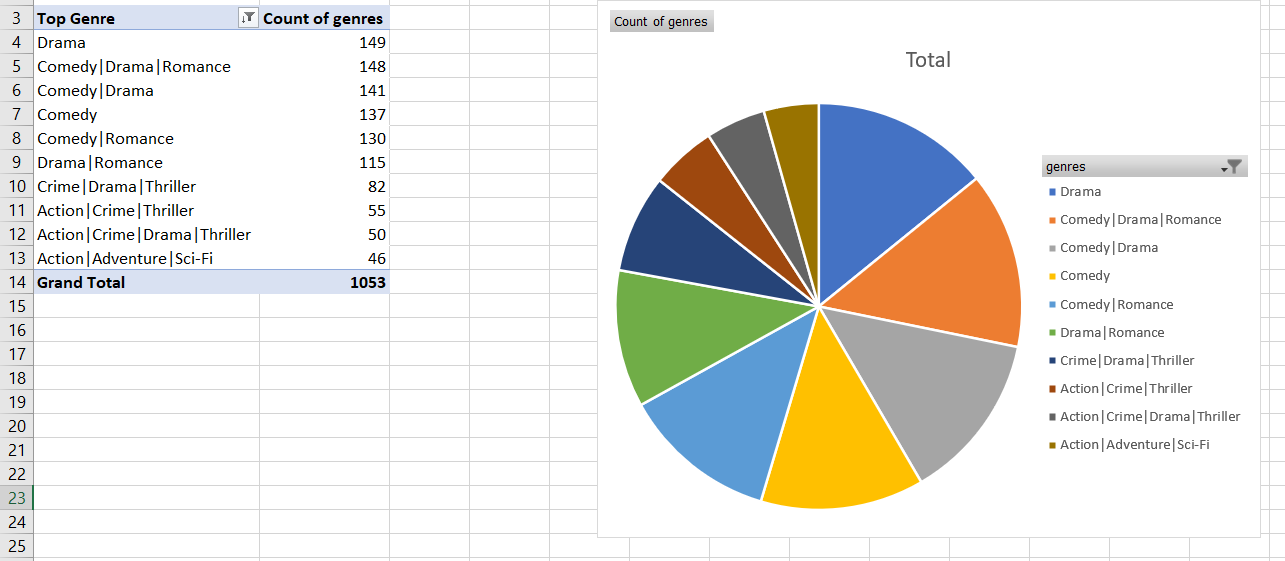 3 Top Genre Count of genres
4 Drama 149
5 Comedy|Drama|Romance 148
6 Comedy|Drama 141
7 Comedy 137
8 Comedy|Romance 130
9 Drama|Romance 115
10 Crime|Drama|Thriller 82
11 Action|Crime|Thriller 55
12 Action|Crime|Drama|Thriller 50
13 Action|Adventure|Sci-Fi 46
14 Grand Total 1053
15
16
17
18
19
20
21
22
23
24
25
Count of genres
Total
genres
Drama
Comedy|Drama|Romance
Comedy|Drama
Comedy
Comedy|Romance
Drama|Romance
Crime|Drama|Thriller
Action|Crime|Thriller
Action|Crime|Drama|Thriller
Action|Adventure|Sci-Fi